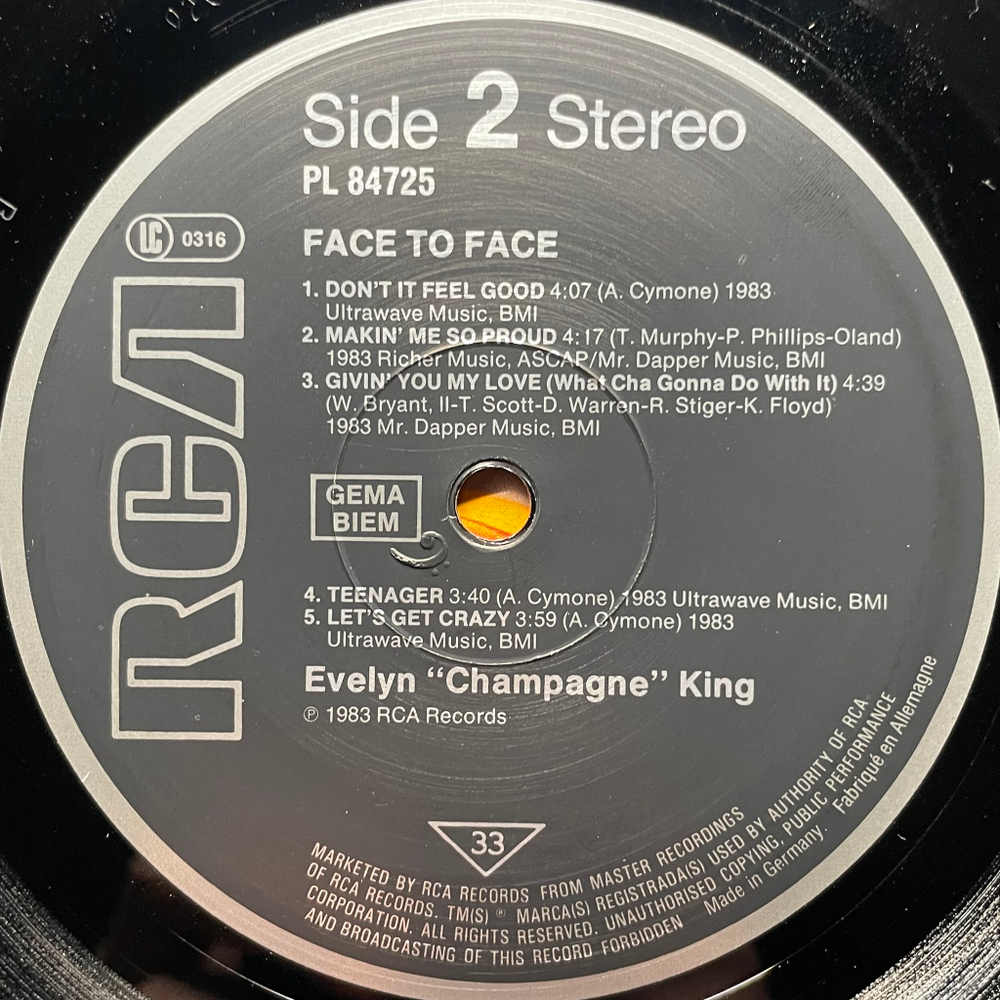 Side 2 Stereo
PL 84725
LC 0316
FACE TO FACE
1. DON'T IT FEEL GOOD 4:07 (A. Cymone) 1983
Ultrawave Music, BMI
2. MAKIN' ME SO PROUD 4:17 (T. Murphy-P. Phillips-Oland)
1983 Richer Music, ASCAP/Mr. Dapper Music, BMI
3. GIVIN' YOU MY LOVE (What Cha Gonna Do With It) 4:39
(W. Bryant, II-T. Scott-D. Warren-R. Stiger-K. Floyd)
1983 Mr. Dapper Music, BMI
RCA
GEMA
BIEM
4. TEENAGER 3:40 (A. Cymone) 1983 Ultrawave Music, BMI
5. LET'S GET CRAZY 3:59 (A. Cymone) 1983
Ultrawave Music, BMI
Evelyn “Champagne” King
℗ 1983 RCA Records
33
MARKETED BY RCA RECORDS FROM MASTER RECORDINGS
OF RCA RECORDS. TM(S) ® MARCA(S) REGISTRADA(S) USED BY AUTHORITY OF RCA
CORPORATION. ALL RIGHTS RESERVED. UNAUTHORISED COPYING, PUBLIC PERFORMANCE
AND BROADCASTING OF THIS RECORD FORBIDDEN Made in Germany. Fabriqué en Allemagne